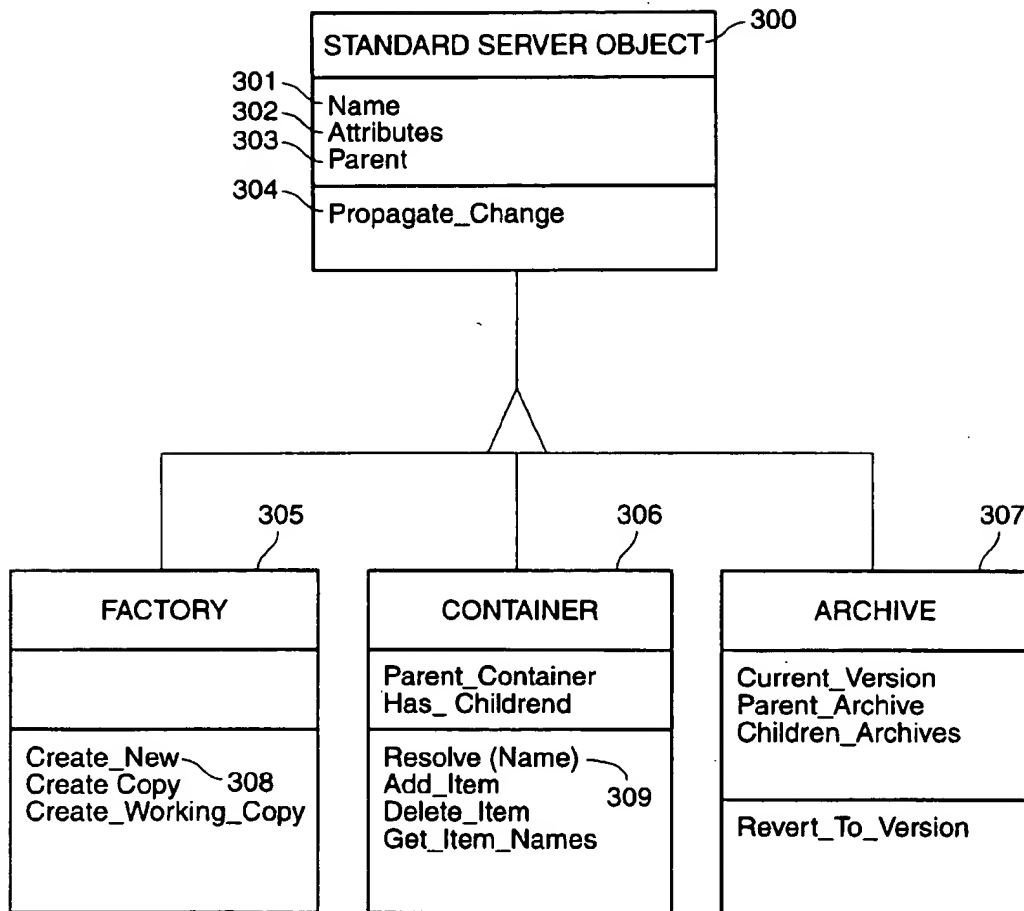 STANDARD SERVER OBJECT
300
301
Name
302
Attributes
303
Parent
304
Propagate_Change
305
306
307
FACTORY
CONTAINER
ARCHIVE
Parent_Container
Has_ Childrend
Current_Version
Parent_Archive
Children_Archives
Create_New
308
Create Copy
Create_Working_Copy
Resolve (Name)
309
Add_Item
Delete_Item
Get_Item_Names
Revert_To_Version